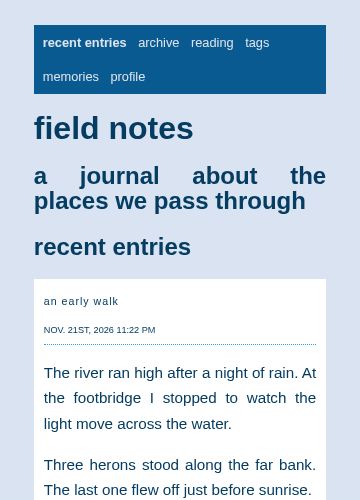 recent entries archive reading tags
memories profile
field notes
a journal about the
places we pass through
recent entries
an early walk
NOV. 21ST, 2026 11:22 PM
The river ran high after a night of rain. At
the footbridge I stopped to watch the
light move across the water.
Three herons stood along the far bank.
The last one flew off just before sunrise.